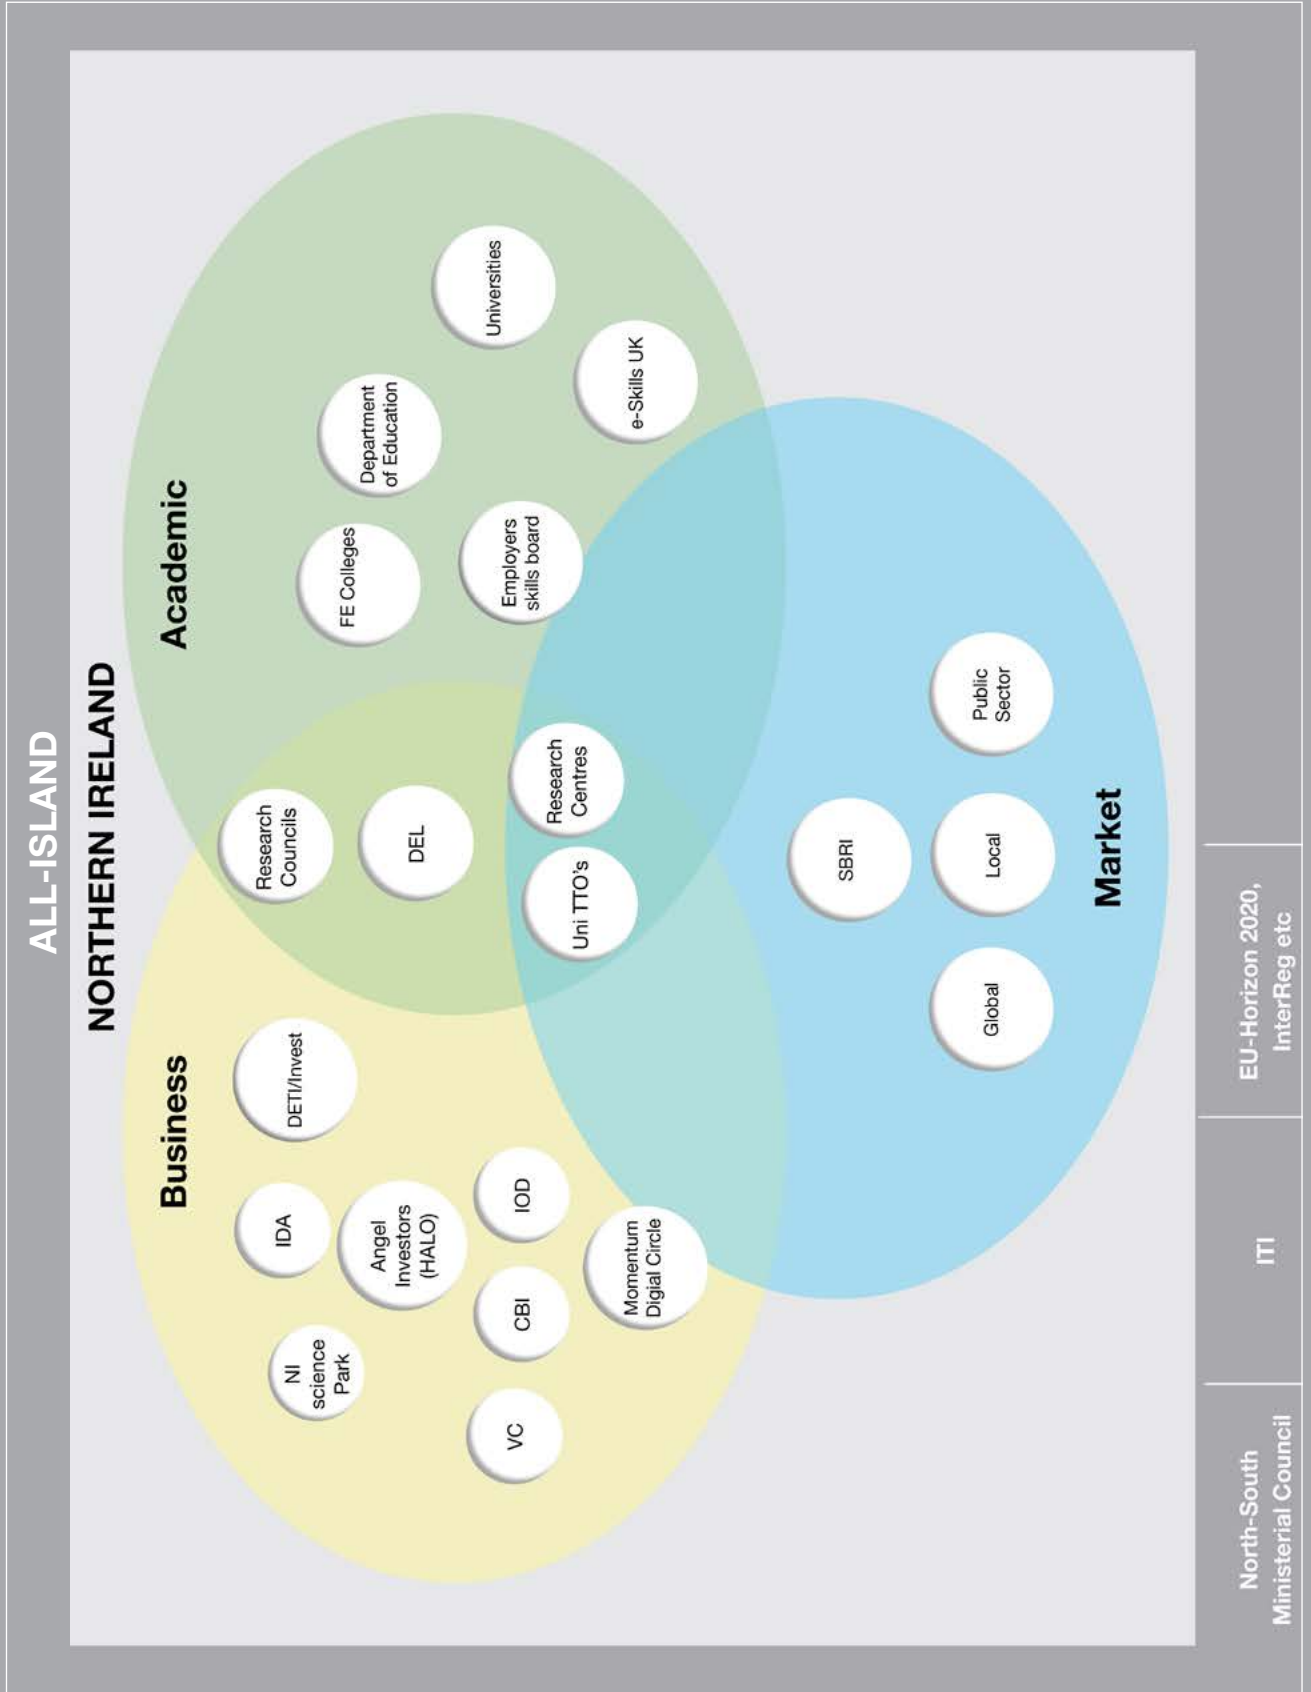 ALL-ISLAND
NORTHERN IRELAND
Business
Academic
DETI/Invest
IDA
NI
science
Park
Angel
Investors
(HALO)
IOD
CBI
VC
Momentum
Digial Circle
Research
Councils
DEL
Uni TTO's
Research
Centres
FE Colleges
Department
of Education
Employers
skills board
Universities
e-Skills UK
SBRI
Global
Local
Public
Sector
Market
North-South
Ministerial Council
ITI
EU-Horizon 2020,
InterReg etc